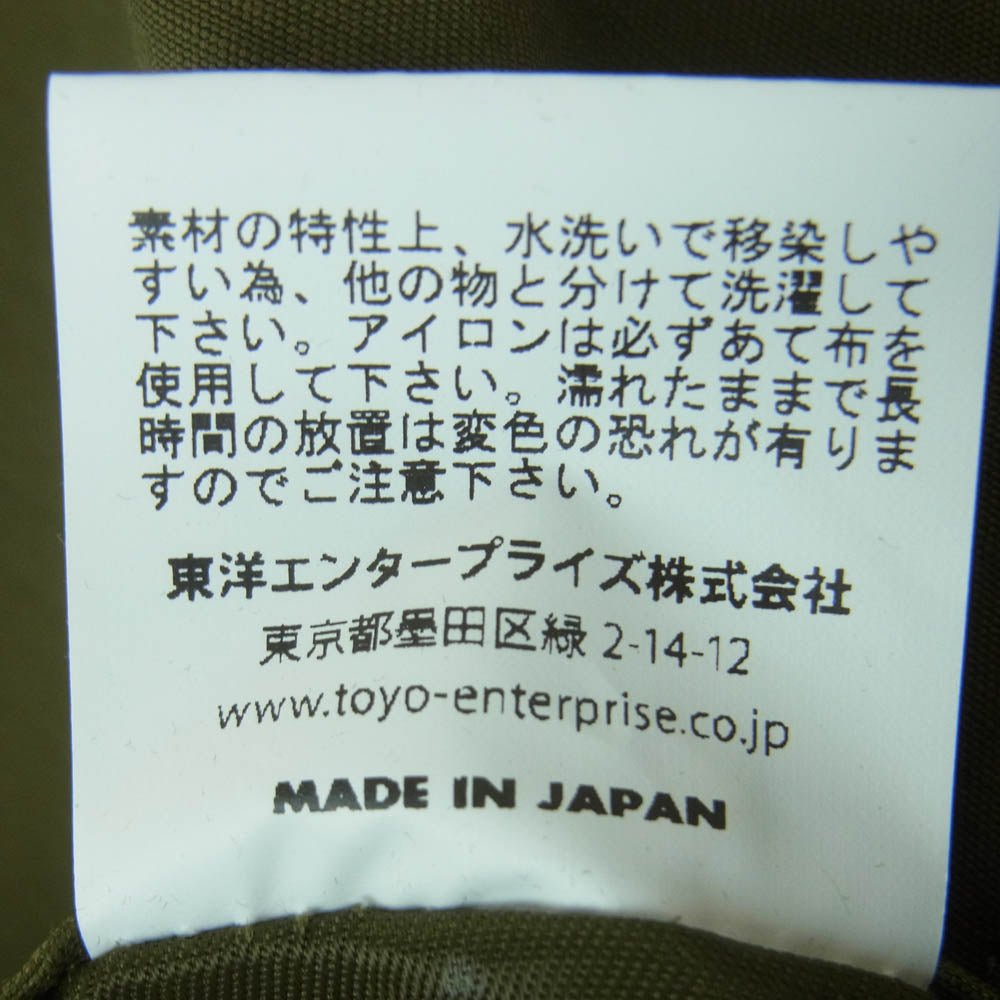 素材の特性上、水洗いで移染しや
すい為、他の物と分けて洗濯して
下さい。アイロンは必ずあて布を
使用して下さい。濡れたままで長
時間の放置は変色の恐れが有りま
すのでご注意下さい。
東洋エンタープライズ株式会社
東京都墨田区緑 2-14-12
www.toyo-enterprise.co.jp
MADE IN JAPAN